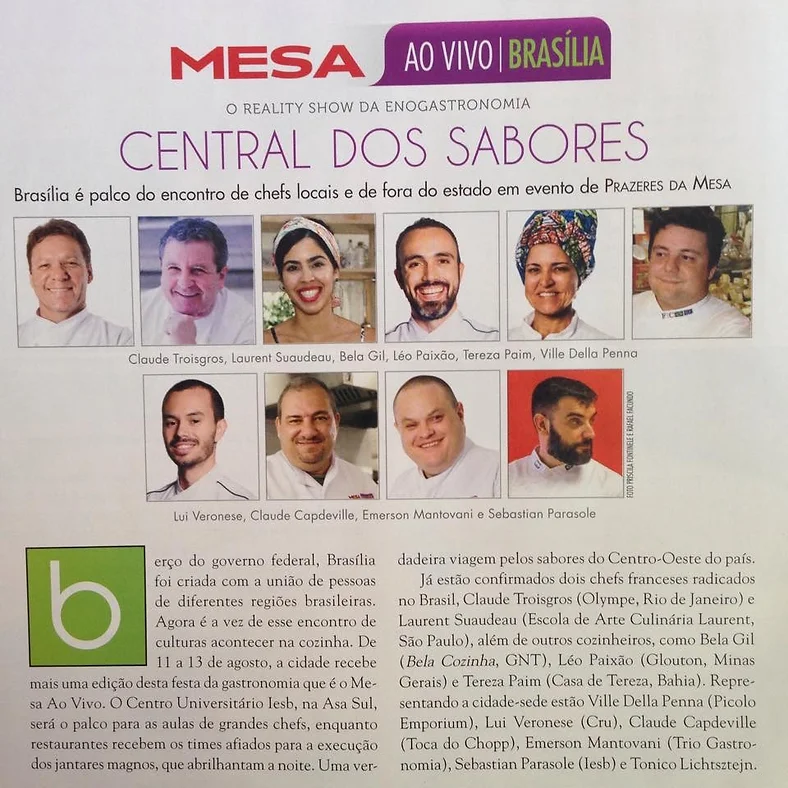 MESA AO VIVO | BRASÍLIA
O REALITY SHOW DA ENOGASTRONOMIA
CENTRAL DOS SABORES
Brasília é palco do encontro de chefs locais e de fora do estado em evento de PRAZERES DA MESA
Claude Troisgros, Laurent Suaudeau, Bela Gil, Léo Paixão, Tereza Paim, Ville Della Penna
FOTO PRISCILA FONTINELE E RAFAEL FACUNDO
Lui Veronese, Claude Capdeville, Emerson Mantovani e Sebastian Parasole
berço do governo federal, Brasília
foi criada com a união de pessoas
de diferentes regiões brasileiras.
Agora é a vez de esse encontro de
culturas acontecer na cozinha. De
11 a 13 de agosto, a cidade recebe
mais uma edição desta festa da gastronomia que é o Me-
sa Ao Vivo. O Centro Universitário Iesb, na Asa Sul,
será o palco para as aulas de grandes chefs, enquanto
restaurantes recebem os times afiados para a execução
dos jantares magnos, que abrilhantam a noite. Uma ver-
dadeira viagem pelos sabores do Centro-Oeste do país.
Já estão confirmados dois chefs franceses radicados
no Brasil, Claude Troisgros (Olympe, Rio de Janeiro) e
Laurent Suaudeau (Escola de Arte Culinária Laurent,
São Paulo), além de outros cozinheiros, como Bela Gil
(Bela Cozinha, GNT), Léo Paixão (Glouton, Minas
Gerais) e Tereza Paim (Casa de Tereza, Bahia). Repre-
sentando a cidade-sede estão Ville Della Penna (Picolo
Emporium), Lui Veronese (Cru), Claude Capdeville
(Toca do Chopp), Emerson Mantovani (Trio Gastro-
nomia), Sebastian Parasole (Iesb) e Tonico Lichtsztejn.